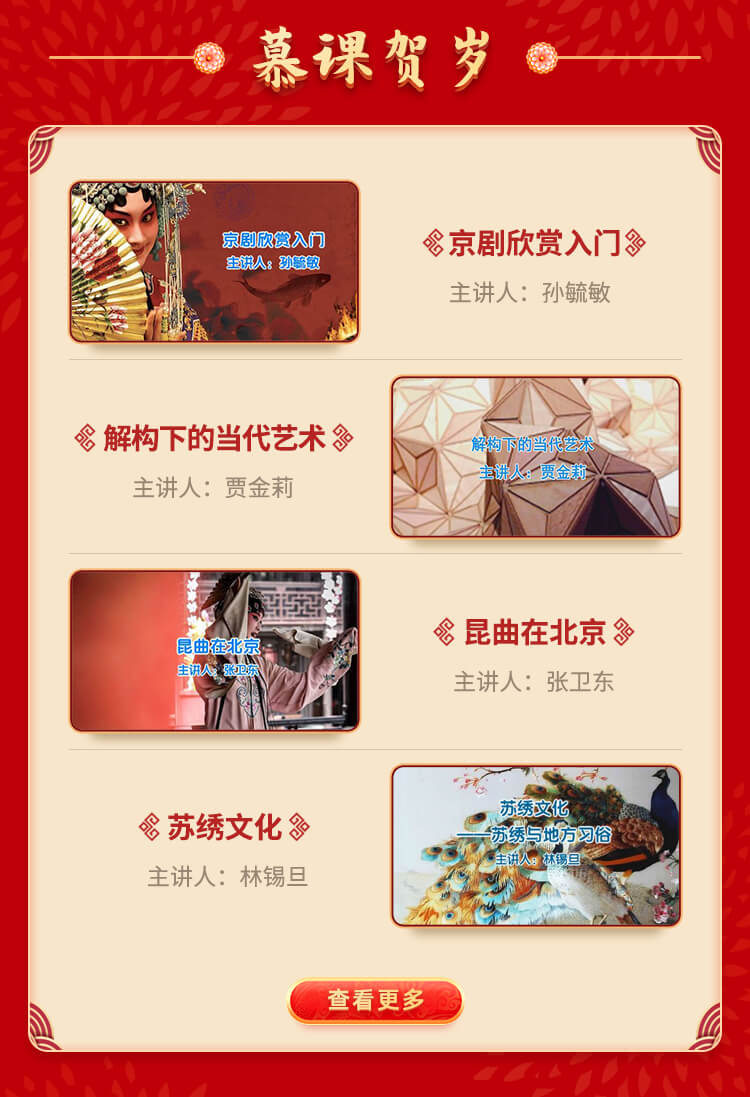 慕课贺岁
京剧欣赏入门
主讲人：孙毓敏
京剧欣赏入门
主讲人：孙毓敏
解构下的当代艺术
主讲人：贾金莉
解构下的当代艺术
主讲人：贾金莉
昆曲在北京
主讲人：张卫东
昆曲在北京
主讲人：张卫东
苏绣文化
主讲人：林锡旦
苏绣文化
——苏绣与地方习俗
主讲人：林锡旦
查看更多